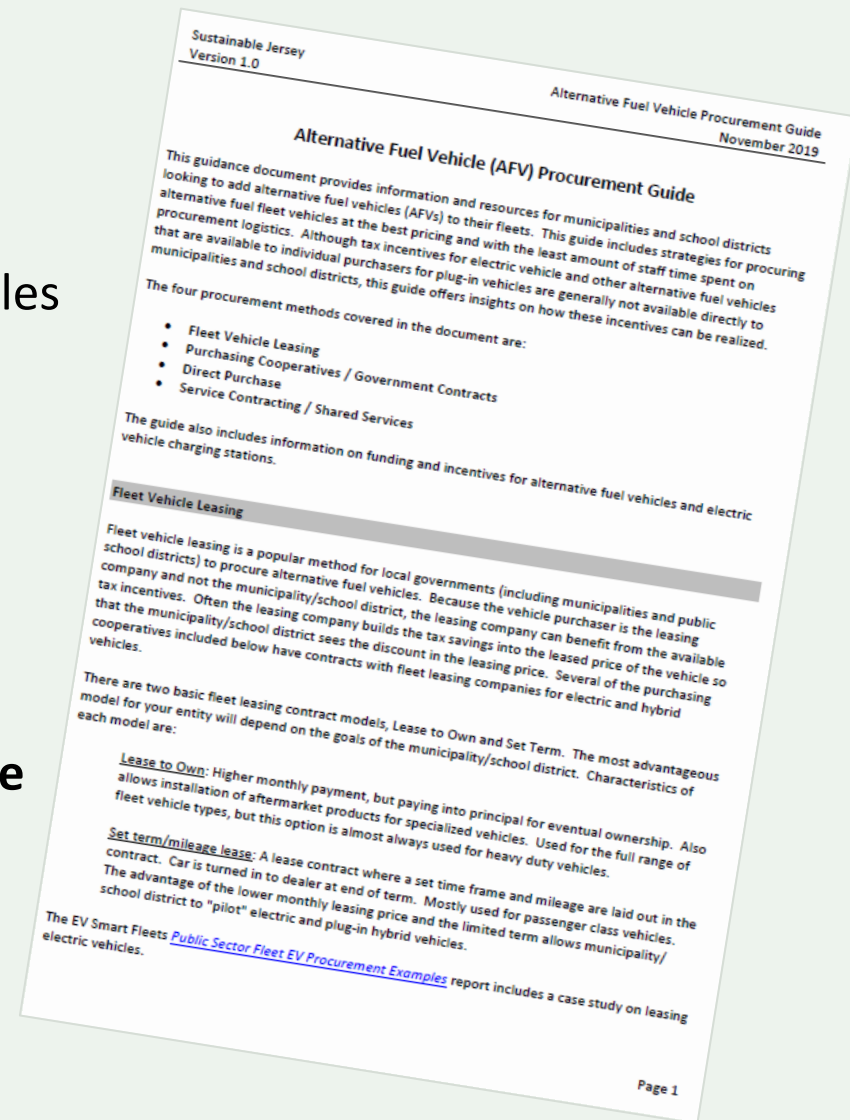 les
e
Sustainable Jersey
Version 1.0
Alternative Fuel Vehicle Procurement Guide
November 2019
Alternative Fuel Vehicle (AFV) Procurement Guide
This guidance document provides information and resources for municipalities and school districts
looking to add alternative fuel vehicles (AFVs) to their fleets. This guide includes strategies for procuring
alternative fuel fleet vehicles at the best pricing and with the least amount of staff time spent on
procurement logistics. Although tax incentives for electric vehicle and other alternative fuel vehicles
that are available to individual purchasers for plug-in vehicles are generally not available directly to
municipalities and school districts, this guide offers insights on how these incentives can be realized.
The four procurement methods covered in the document are:
• Fleet Vehicle Leasing
• Purchasing Cooperatives / Government Contracts
• Direct Purchase
• Service Contracting / Shared Services
The guide also includes information on funding and incentives for alternative fuel vehicles and electric
vehicle charging stations.
Fleet Vehicle Leasing
Fleet vehicle leasing is a popular method for local governments (including municipalities and public
school districts) to procure alternative fuel vehicles. Because the vehicle purchaser is the leasing
company and not the municipality/school district, the leasing company can benefit from the available
tax incentives. Often the leasing company builds the tax savings into the leased price of the vehicle so
that the municipality/school district sees the discount in the leasing price. Several of the purchasing
cooperatives included below have contracts with fleet leasing companies for electric and hybrid
vehicles.
There are two basic fleet leasing contract models, Lease to Own and Set Term. The most advantageous
model for your entity will depend on the goals of the municipality/school district. Characteristics of
each model are:
Lease to Own: Higher monthly payment, but paying into principal for eventual ownership. Also
allows installation of aftermarket products for specialized vehicles. Used for the full range of
fleet vehicle types, but this option is almost always used for heavy duty vehicles.
Set term/mileage lease: A lease contract where a set time frame and mileage are laid out in the
contract. Car is turned in to dealer at end of term. Mostly used for passenger class vehicles.
The advantage of the lower monthly leasing price and the limited term allows municipality/
school district to "pilot" electric and plug-in hybrid vehicles.
The EV Smart Fleets Public Sector Fleet EV Procurement Examples report includes a case study on leasing
electric vehicles.
Page 1